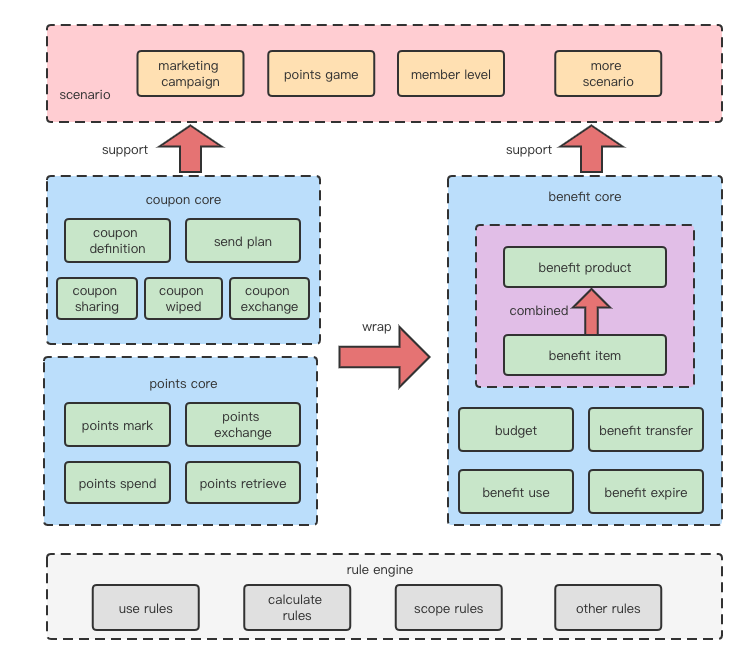 marketing
campaign
points game
member level
more
scenario
scenario
support
support
coupon core
coupon
definition
send plan
coupon
sharing
coupon
wiped
coupon
exchange
points core
points mark
points
exchange
points spend
points retrieve
wrap
benefit core
benefit product
combined
benefit item
budget
benefit transfer
benefit use
benefit expire
rule engine
use rules
calculate
rules
scope rules
other rules